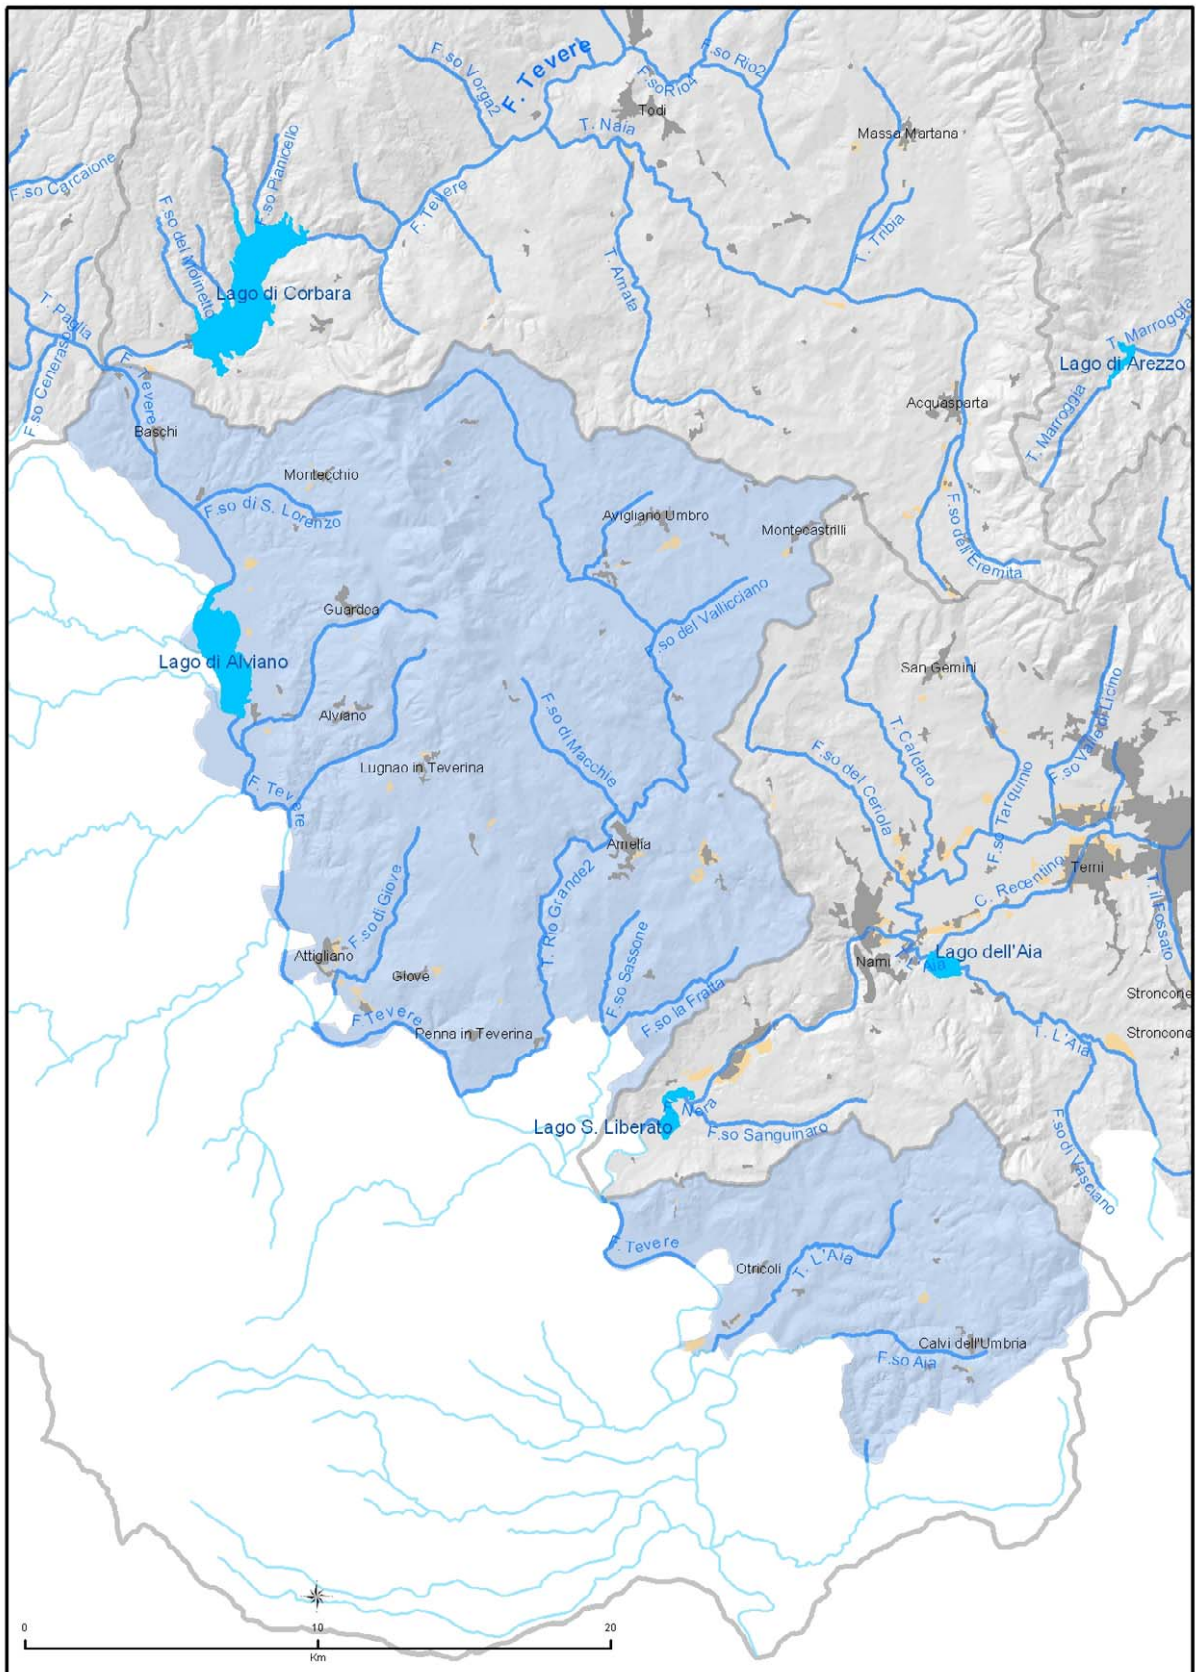 F.so Vorga2
F. Tevere
F.so Rio2
F.soRio4
Todi
T. Naia
Massa Martana
F.so Carcaione
.so Pianicello
F.so del Molinetto
F. Tevere
T. Tribia
T. Arnata
Lago di Corbara
T. Paglia
T. Marroggia
F.so Ceneraso
F. Tevere
Lago di Arezzo
Acquasparta
T. Marroggia
Baschi
Montecchio
F.so di S. Lorenzo
Avigliano Umbro
Montecastrilli
F.so dell'Eremita
Guardea
F.so del Vallicciano
Lago di Alviano
San Gemini
F.so Valle di Licino
Alviano
F.so di Macchie
T. Caldaro
Lugnao in Teverina
F.so del Ceriola
F. Tevere
F.so Tarquinio
Amelia
Terni
F.so di Giove
T. Rio Grande2
C. Recentino
T. il Fossato
F.so Sassone
Attigliano
Narni
L'Aia
Lago dell'Aia
Giove
F.so la Fratta
Stroncone
F.Tevere
Penna in Teverina
T. L'Aia
Stroncone
F. Nera
Lago S. Liberato
F.so Sanguinaro
F.so di Vasciano
F. Tevere
Otricoli
T. L'Aia
Calvi dell'Umbria
F.so Aia
0 10 20
Km